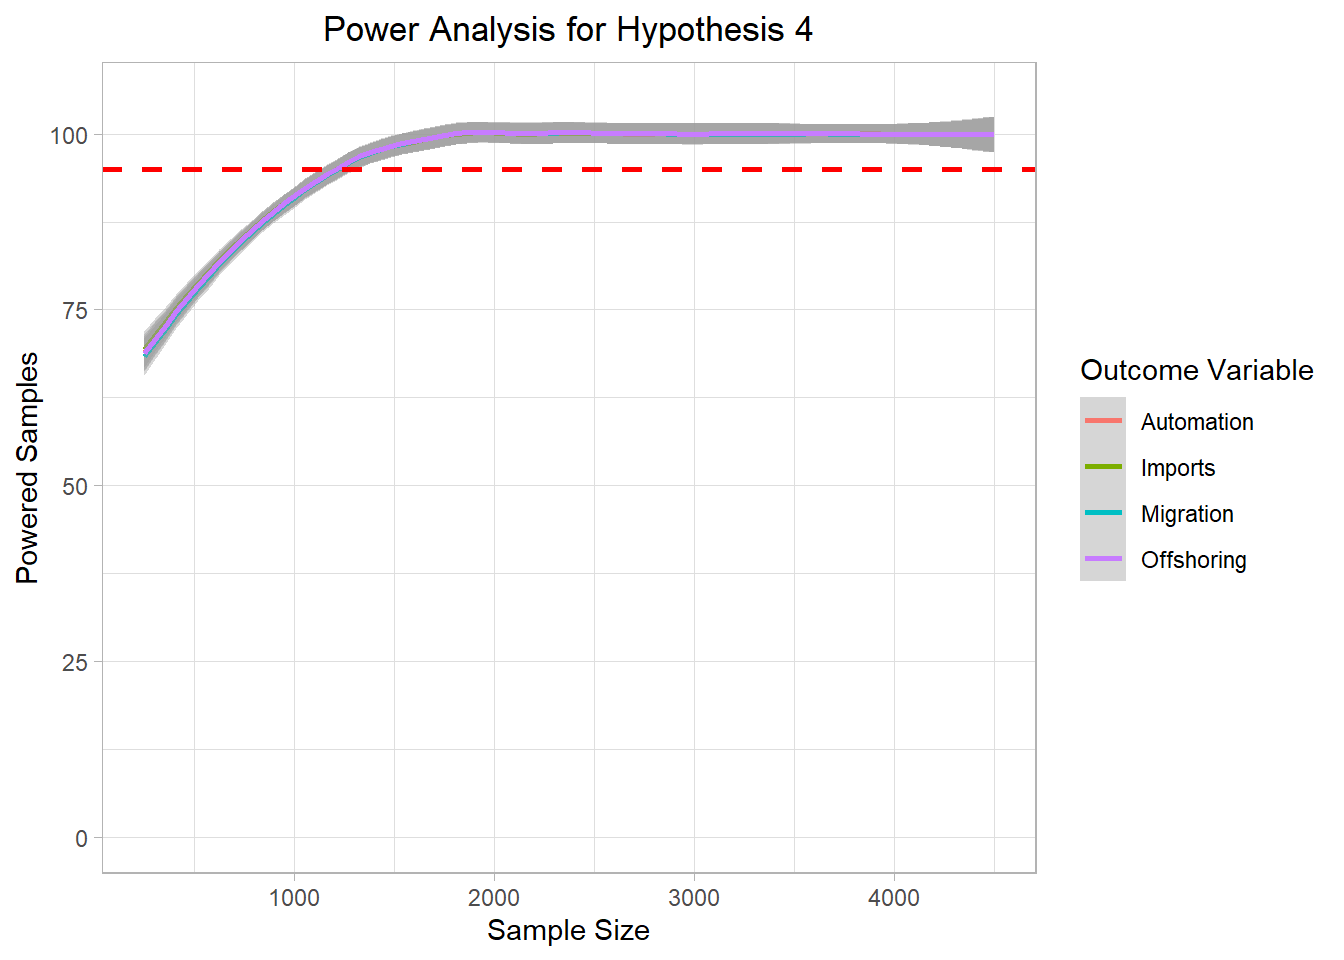 Power Analysis for Hypothesis 4
Powered Samples
100
75
50
25
0
1000 2000 3000 4000
Sample Size
Outcome Variable
Automation
Imports
Migration
Offshoring